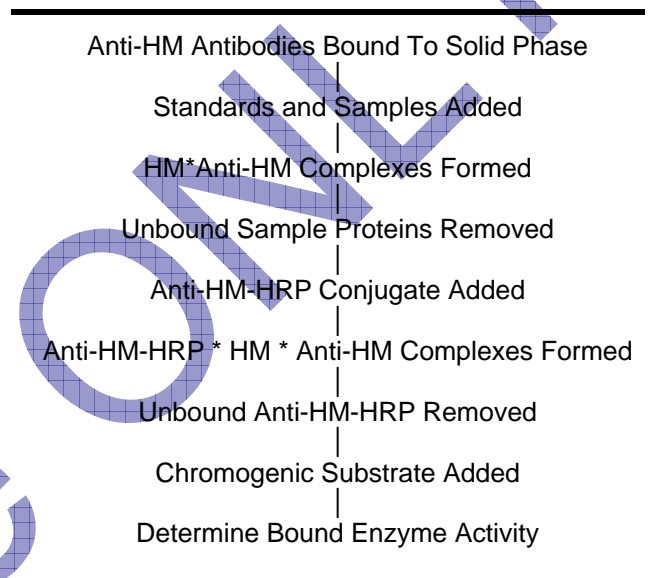 Anti-HM Antibodies Bound To Solid Phase
Standards and Samples Added
HM*Anti-HM Complexes Formed
Unbound Sample Proteins Removed
Anti-HM-HRP Conjugate Added
Anti-HM-HRP * HM * Anti-HM Complexes Formed
Unbound Anti-HM-HRP Removed
Chromogenic Substrate Added
Determine Bound Enzyme Activity